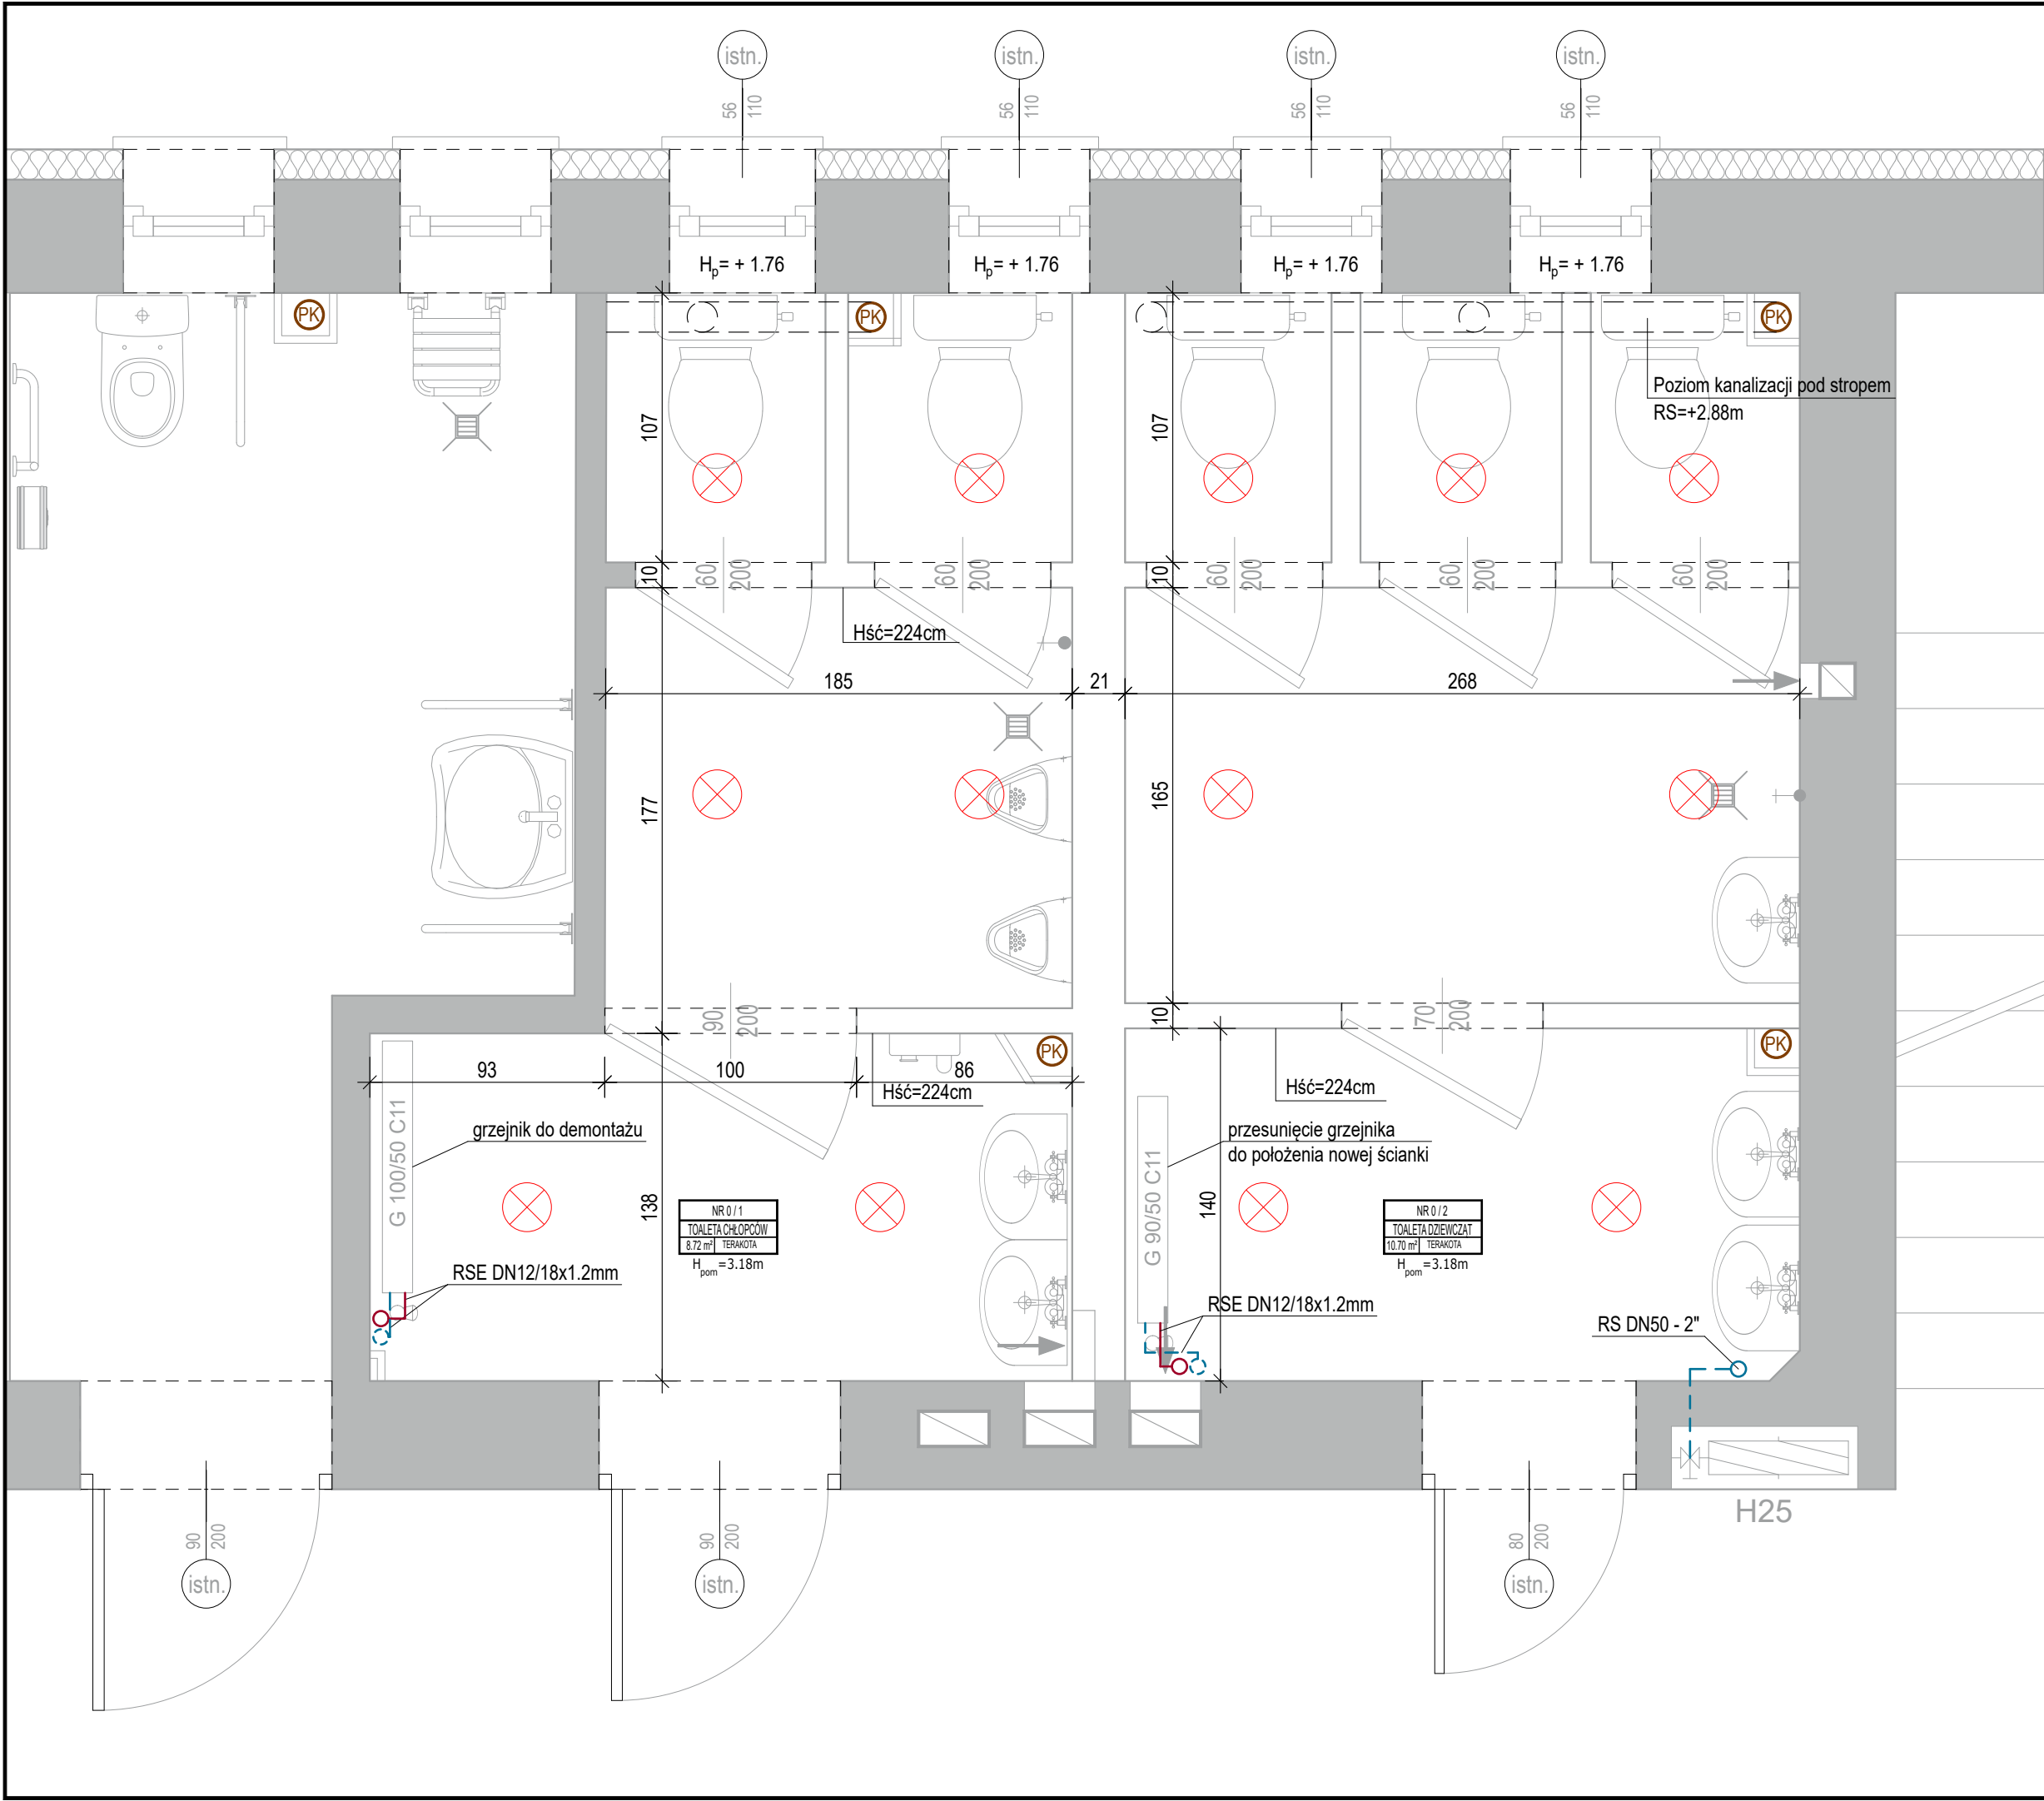 istn.
istn.
istn.
istn.
56
110
56
110
56
110
56
110
Hp= + 1.76
Hp= + 1.76
Hp= + 1.76
Hp= + 1.76
PK
PK
PK
Poziom kanalizacji pod stropem
RS=+2.88m
107
107
10
60
200
60
200
10
60
200
60
200
60
200
Hść=224cm
185
21
268
177
165
90
200
10
70
200
PK
PK
93
100
86
Hść=224cm
Hść=224cm
G 100/50 C11
grzejnik do demontażu
G 90/50 C11
przesunięcie grzejnika
do położenia nowej ścianki
138
140
NR 0 / 1
TOALETA CHŁOPCÓW
8.72 m² TERAKOTA
Hpom=3.18m
NR 0 / 2
TOALETA DZIEWCZĄT
10.70 m² TERAKOTA
Hpom=3.18m
RSE DN12/18x1.2mm
RSE DN12/18x1.2mm
RS DN50 - 2"
H25
90
200
90
200
80
200
istn.
istn.
istn.